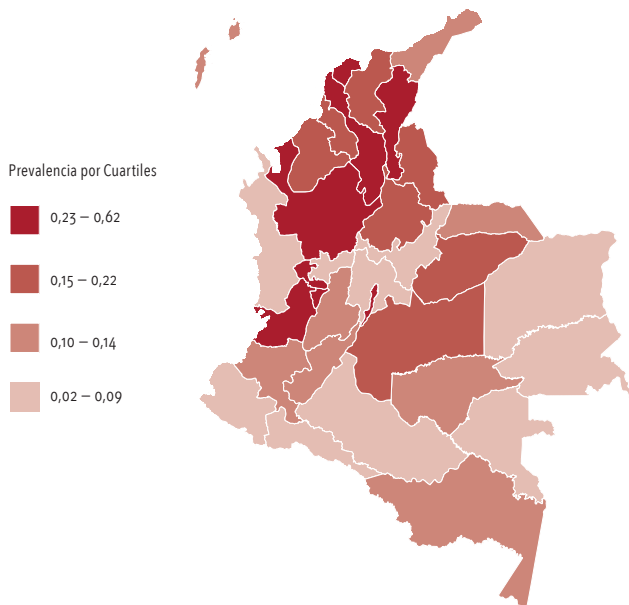 Prevalencia por Cuartiles
0,23 – 0,62
0,15 – 0,22
0,10 – 0,14
0,02 – 0,09